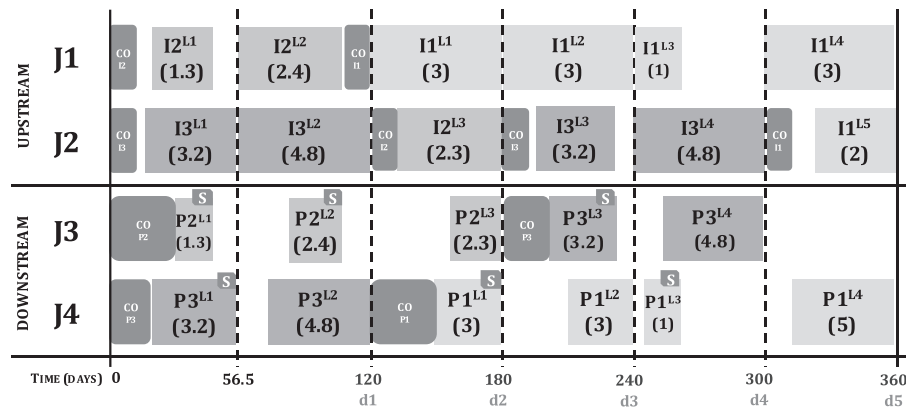 UPSTREAM
J1
CO I2
I2L1 (1.3)
I2L2 (2.4)
CO I1
I1L1 (3)
I1L2 (3)
I1L3 (1)
I1L4 (3)
J2
CO I3
I3L1 (3.2)
I3L2 (4.8)
CO I2
I2L3 (2.3)
CO I3
I3L3 (3.2)
I3L4 (4.8)
CO I1
I1L5 (2)
DOWNSTREAM
J3
CO P2
S
P2L1 (1.3)
S
P2L2 (2.4)
P2L3 (2.3)
CO P3
S
P3L3 (3.2)
P3L4 (4.8)
J4
CO P3
S
P3L1 (3.2)
P3L2 (4.8)
CO P1
S
P1L1 (3)
P1L2 (3)
S
P1L3 (1)
P1L4 (5)
TIME (DAYS) 0 56.5 120 180 240 300 360
d1 d2 d3 d4 d5